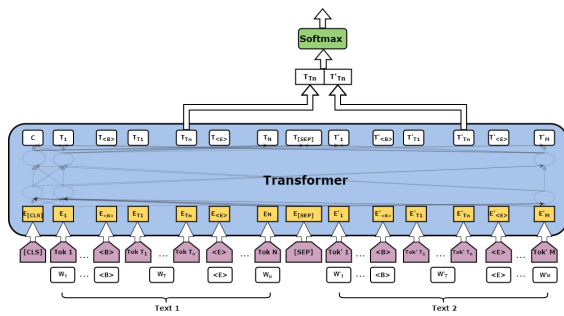 Softmax
T_Tn T'_Tn
C T_1 T_<B> T_T1 T_Tn T_<E> T_N T_[SEP] T'_1 T'_<B> T'_T1 T'_Tn T'_<E> T'_M
Transformer
E_[CLS] E_1 E_<B> E_T1 E_Tn E_<E> E_N E_[SEP] E'_1 E'_<B> E'_T1 E'_Tn E'_<E> E'_M
[CLS] Tok 1 ... <B> Tok T_1 ... Tok T_n <E> ... Tok N [SEP] Tok' 1 ... <B> Tok' T_1 ... Tok' T_n <E> ... Tok' M
W_1 ... <B> W_T <E> ... W_N W'_1 ... <B> W'_T <E> ... W'_M
Text 1 Text 2